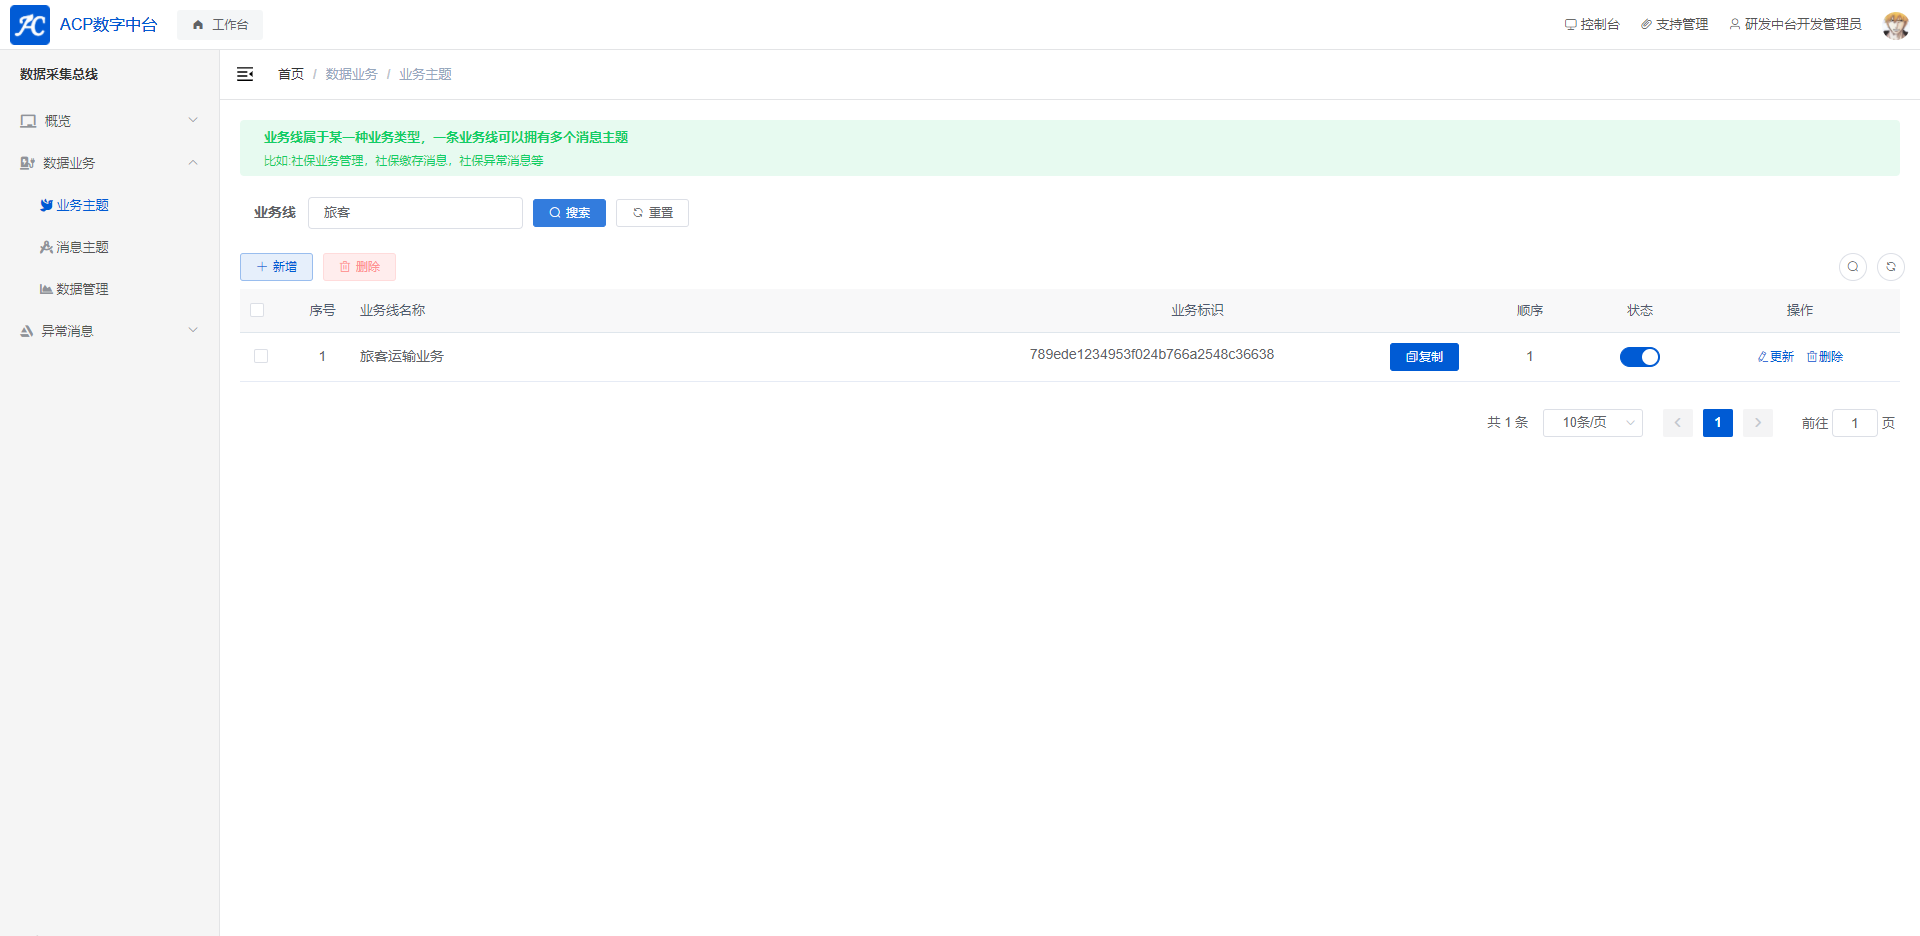 ACP数字中台 工作台 控制台 支持管理 研发中台开发管理员
数据采集总线
首页 / 数据业务 / 业务主题
概览
数据业务
业务主题
消息主题
数据管理
异常消息
业务线属于某一种业务类型，一条业务线可以拥有多个消息主题
比如:社保业务管理，社保缴存消息，社保异常消息等
业务线 旅客 搜索 重置
新增 删除
序号 业务线名称 业务标识 顺序 状态 操作
1 旅客运输业务 789ede1234953f024b766a2548c36638 复制 1 更新 删除
共 1 条 10条/页 1 前往 1 页